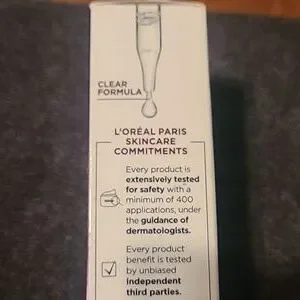 CLEAR
FORMULA
L'ORÉAL PARIS
SKINCARE
COMMITMENTS
Every product is
extensively tested
for safety with a
minimum of 400
applications, under
the guidance of
dermatologists.
Every product
benefit is tested
by unbiased
independent
third parties.